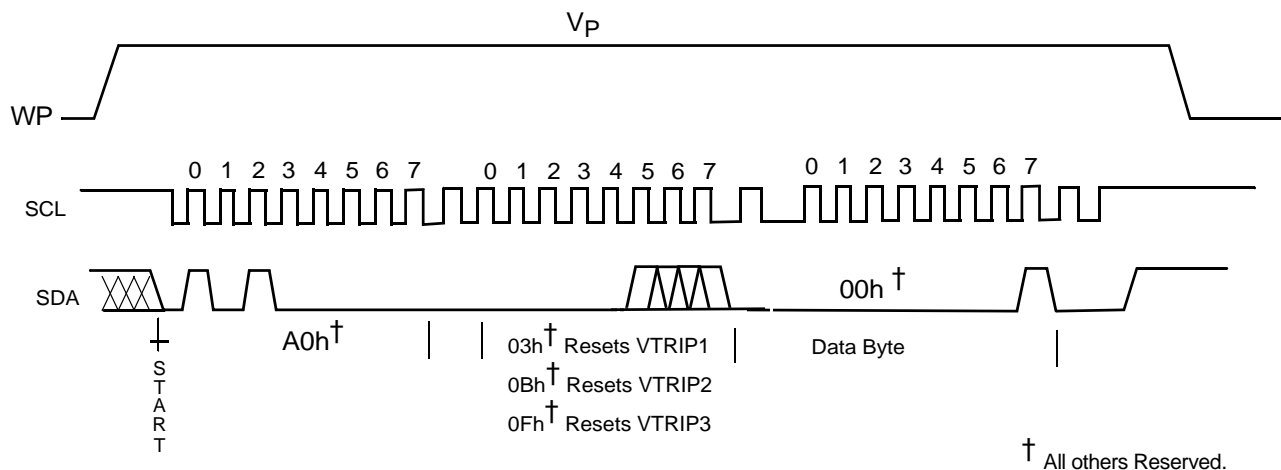 VP
WP
0 1 2 3 4 5 6 7 0 1 2 3 4 5 6 7 0 1 2 3 4 5 6 7
SCL
SDA
00h †
A0h† 03h† Resets VTRIP1 Data Byte
0Bh† Resets VTRIP2
0Fh† Resets VTRIP3
START
† All others Reserved.